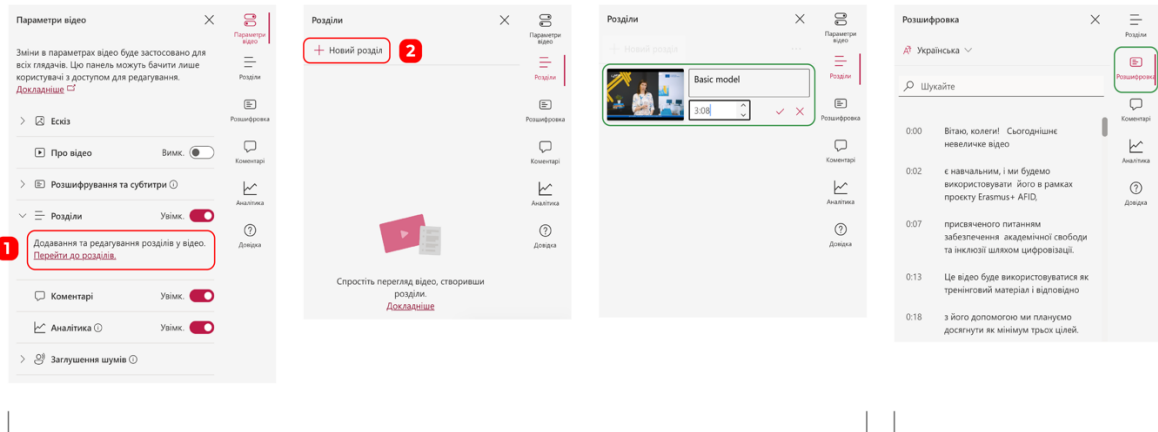 Параметри відео
Зміни в параметрах відео буде застосовано для
всіх глядачів. Цю панель можуть бачити лише
користувачі з доступом для редагування.
Докладніше
Ескіз
Про відео Вимк.
Розшифрування та субтитри
Розділи Увімк.
1
Додавання та редагування розділів у відео.
Перейти до розділів.
Коментарі Увімк.
Аналітика Увімк.
Заглушення шумів
Параметри
відео
Розділи
Розшифровка
Коментарі
Аналітика
Довідка
Розділи
+ Новий розділ
2
Спростіть перегляд відео, створивши
розділи.
Докладніше
Параметри
відео
Розділи
Розшифровка
Коментарі
Аналітика
Довідка
Розділи
+ Новий розділ
Basic model
3:08
Параметри
відео
Розділи
Розшифровка
Коментарі
Аналітика
Довідка
Розшифровка
Українська
Шукайте
0:00 Вітаю, колеги! Сьогоднішнє
невеличке відео
0:02 є навчальним, і ми будемо
використовувати його в рамках
проєкту Erasmus+ AFID,
0:07 присвяченого питанням
забезпечення академічної свободи
та інклюзії шляхом цифровізації.
0:13 Це відео буде використовуватися як
тренінговий матеріал і відповідно
0:18 з його допомогою ми плануємо
досягнути як мінімум трьох цілей.
Розділи
Розшифровка
Коментарі
Аналітика
Довідка